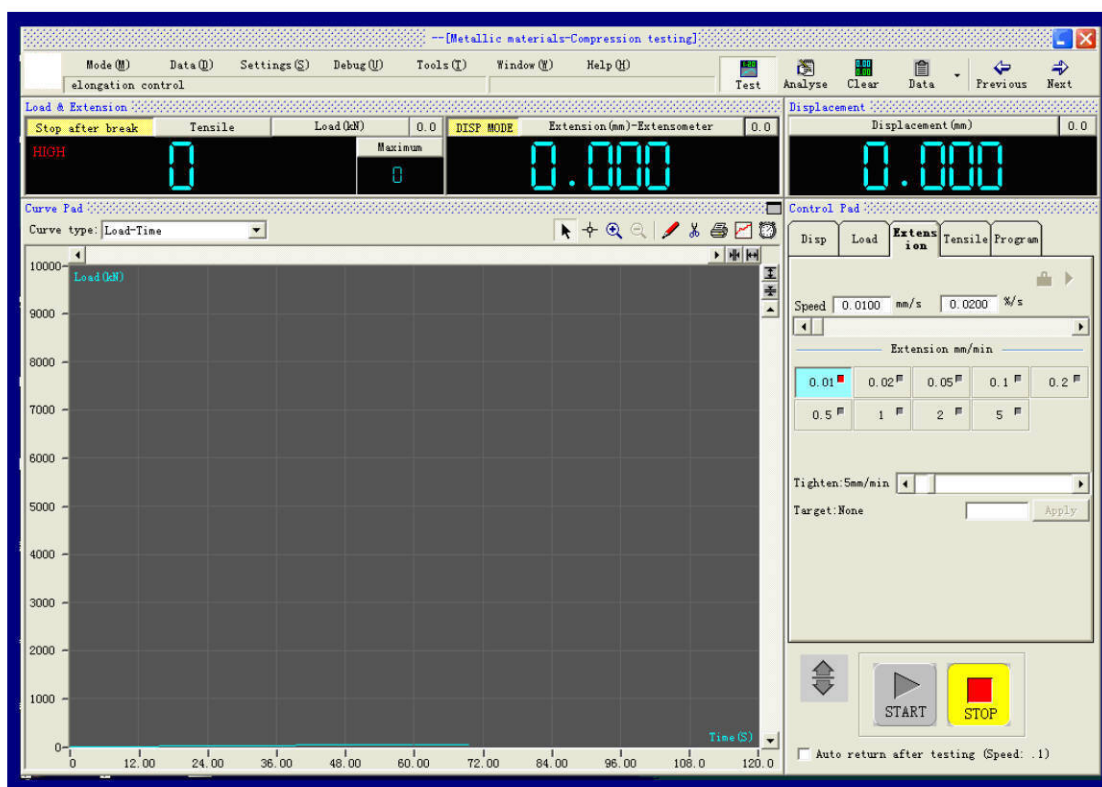 --[Metallic materials-Compression testing]
Mode(M) Data(D) Settings(S) Debug(U) Tools(T) Window(W) Help(H)
elongation control
Test Analyse Clear Data Previous Next
Load & Extension
Stop after break Tensile Load(kN) 0.0 DISP MODE Extension(mm)-Extensometer 0.0
HIGH 0 Maximum 0 0.000
Displacement
Displacement(mm) 0.0
0.000
Curve Pad
Curve type: Load-Time
Load(kN)
10000
9000
8000
7000
6000
5000
4000
3000
2000
1000
0
Time(S)
0 12.00 24.00 36.00 48.00 60.00 72.00 84.00 96.00 108.0 120.0
Control Pad
Disp Load Extension Tensile Program
Speed 0.0100 mm/s 0.0200 %/s
Extension mm/min
0.01 0.02 0.05 0.1 0.2
0.5 1 2 5
Tighten:5mm/min
Target:None Apply
START STOP
Auto return after testing (Speed: .1)